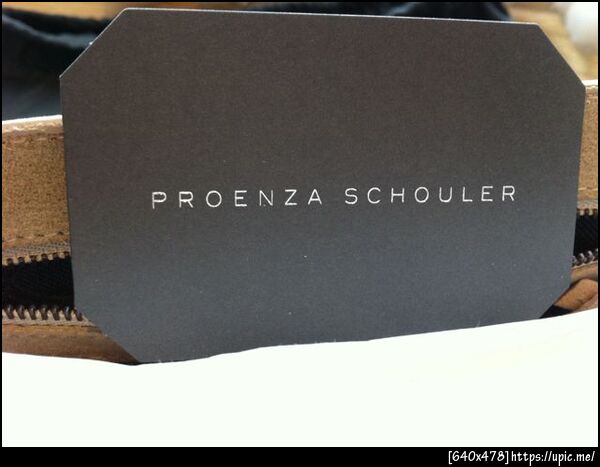 PROENZA SCHOULER
[640x478]https://upic.me/